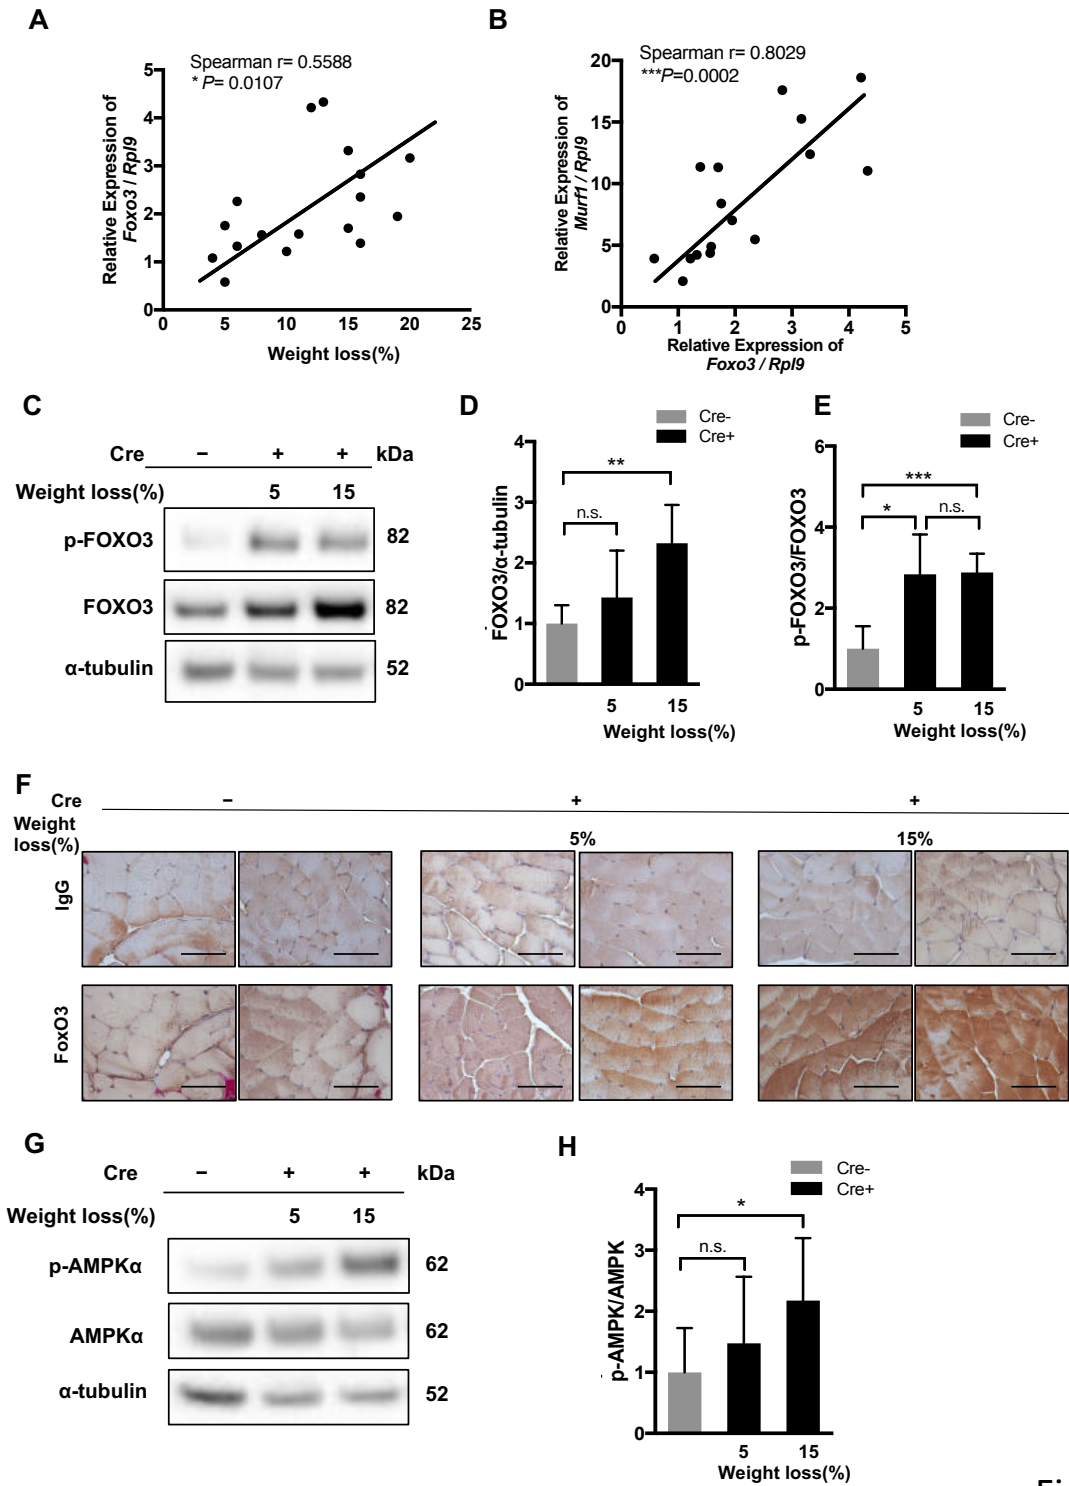 A
Spearman r= 0.5588
* P= 0.0107
Relative Expression of
Foxo3 / Rpl9
5
4
3
2
1
0
0 5 10 15 20 25
Weight loss(%)
B
Spearman r= 0.8029
***P=0.0002
Relative Expression of
Murf1 / Rpl9
20
15
10
5
0
0 1 2 3 4 5
Relative Expression of
Foxo3 / Rpl9
C
Cre − + + kDa
Weight loss(%) 5 15
p-FOXO3 82
FOXO3 82
α-tubulin 52
D
Cre-
Cre+
FOXO3/α-tubulin
4
3
2
1
0
**
n.s.
5 15
Weight loss(%)
E
Cre-
Cre+
p-FOXO3/FOXO3
6
4
2
0
***
* n.s.
5 15
Weight loss(%)
F
Cre − + +
Weight
loss(%) 5% 15%
IgG
FoxO3
G
Cre − + + kDa
Weight loss(%) 5 15
p-AMPKα 62
AMPKα 62
α-tubulin 52
H
Cre-
Cre+
p-AMPK/AMPK
4
3
2
1
0
*
n.s.
5 15
Weight loss(%)